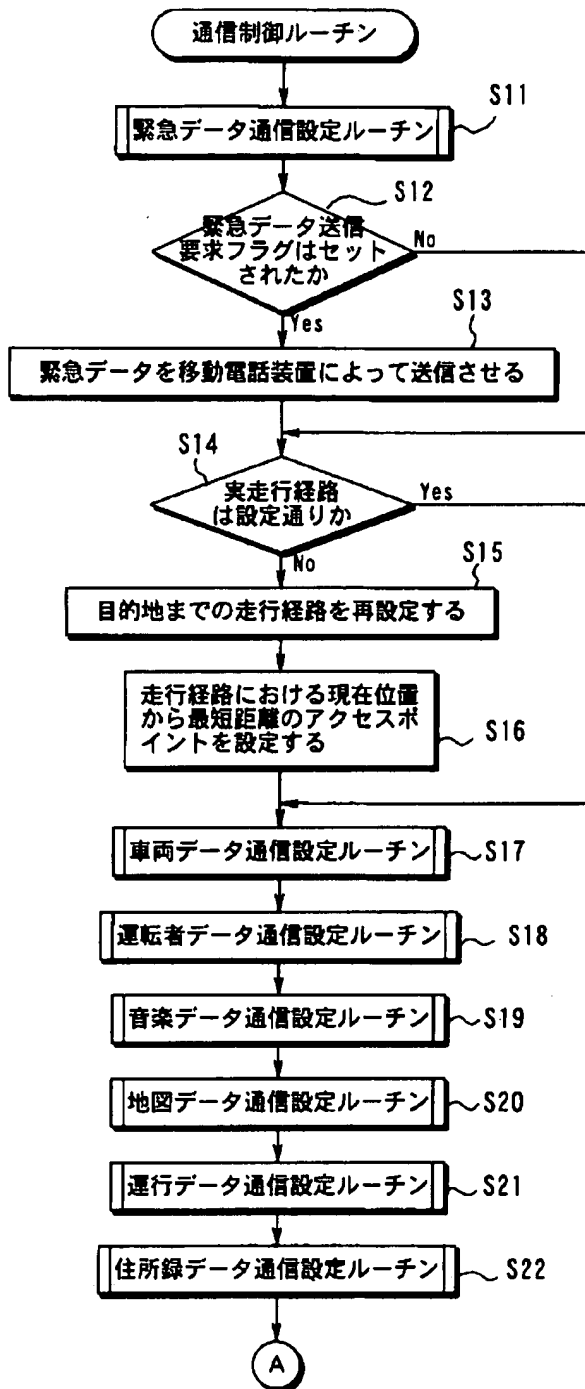 通信制御ルーチン
S11
緊急データ通信設定ルーチン
S12
緊急データ送信
要求フラグはセット
されたか
No
Yes
S13
緊急データを移動電話装置によって送信させる
S14
実走行経路
は設定通りか
Yes
No
S15
目的地までの走行経路を再設定する
走行経路における現在位置
から最短距離のアクセスポ
イントを設定する
S16
車両データ通信設定ルーチン
S17
運転者データ通信設定ルーチン
S18
音楽データ通信設定ルーチン
S19
地図データ通信設定ルーチン
S20
運行データ通信設定ルーチン
S21
住所録データ通信設定ルーチン
S22
A